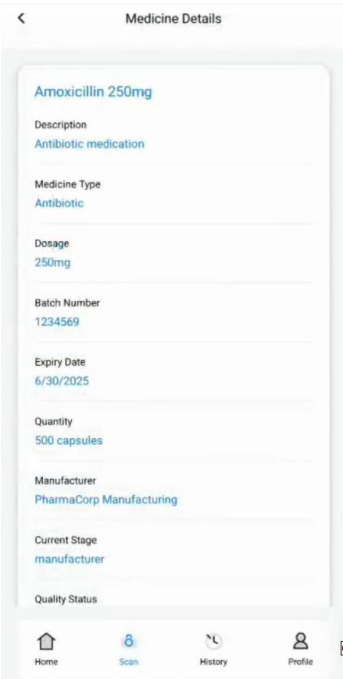 Medicine Details
Amoxicillin 250mg
Description
Antibiotic medication
Medicine Type
Antibiotic
Dosage
250mg
Batch Number
1234569
Expiry Date
6/30/2025
Quantity
500 capsules
Manufacturer
PharmaCorp Manufacturing
Current Stage
manufacturer
Quality Status
Home Scan History Profile